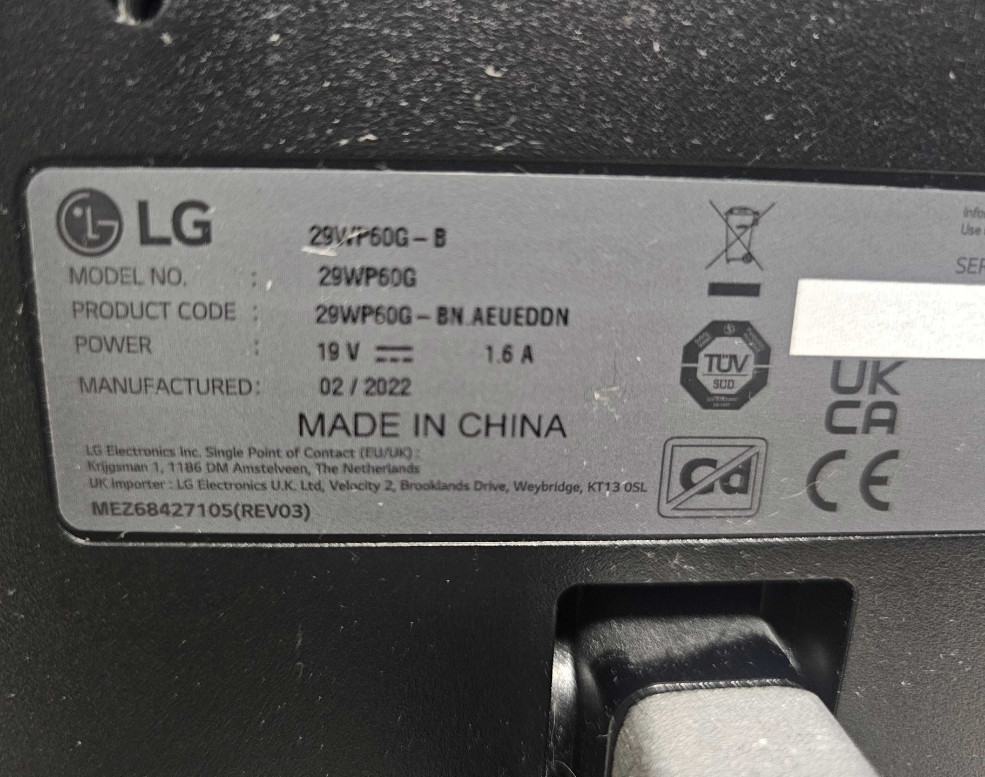 LG
29WP60G-B
MODEL NO. : 29WP60G
PRODUCT CODE : 29WP60G-BN.AEUEDDN
POWER : 19 V 1.6 A
MANUFACTURED: 02 / 2022
MADE IN CHINA
LG Electronics Inc. Single Point of Contact (EU/UK) :
Krijgsman 1, 1186 DM Amstelveen, The Netherlands
UK Importer : LG Electronics U.K. Ltd, Velocity 2, Brooklands Drive, Weybridge, KT13 0SL
MEZ68427105(REV03)
TÜV
SÜD
Cd
Use
SER
UK
CA
CE